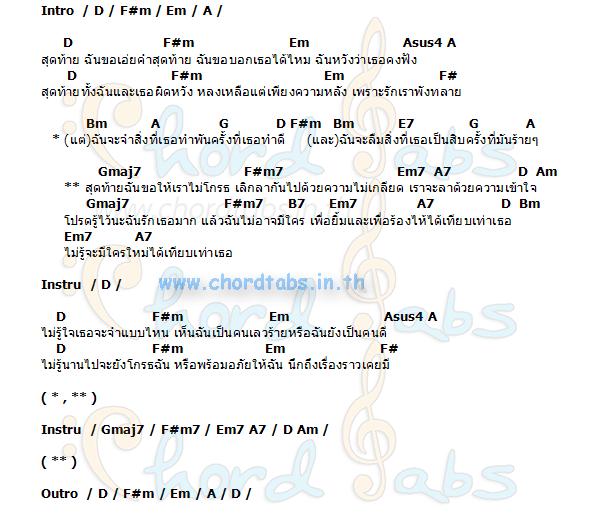 Intro / D / F#m / Em / A /
D F#m Em Asus4 A
สุดท้าย ฉันขอเอ่ยคำสุดท้าย ฉันขอบอกเธอได้ไหม ฉันหวังว่าเธอคงฟัง
D F#m Em F#
สุดท้ายทั้งฉันและเธอผิดหวัง หลงเหลือแต่เพียงความหลัง เพราะรักเราพังทลาย
Bm A G D F#m Bm E7 G A
* (แต่)ฉันจะจำสิ่งที่เธอทำพันครั้งที่เธอทำดี (และ)ฉันจะลืมสิ่งที่เธอเป็นสิบครั้งที่มันร้ายๆ
Gmaj7 F#m7 Em7 A7 D Am
** สุดท้ายฉันขอให้เราไม่โกรธ เลิกลากันไปด้วยความไม่เกลียด เราจะลาด้วยความเข้าใจ
Gmaj7 F#m7 B7 Em7 A7 D Bm
โปรดรู้ไว้นะฉันรักเธอมาก แล้วฉันไม่อาจมีใคร เพื่อยิ้มและเพื่อร้องไห้ได้เทียบเท่าเธอ
Em7 A7
ไม่รู้จะมีใครใหม่ได้เทียบเท่าเธอ
www.chordtabs.in.th
Instru / D /
D F#m Em Asus4 A
ไม่รู้ใจเธอจะจำแบบไหน เห็นฉันเป็นคนเลวร้ายหรือฉันยังเป็นคนดี
D F#m Em F#
ไม่รู้นานไปจะยังโกรธฉัน หรือพร้อมอภัยให้ฉัน นึกถึงเรื่องราวเคยมี
( * , ** )
Instru / Gmaj7 / F#m7 / Em7 A7 / D Am /
( ** )
Outro / D / F#m / Em / A / D /